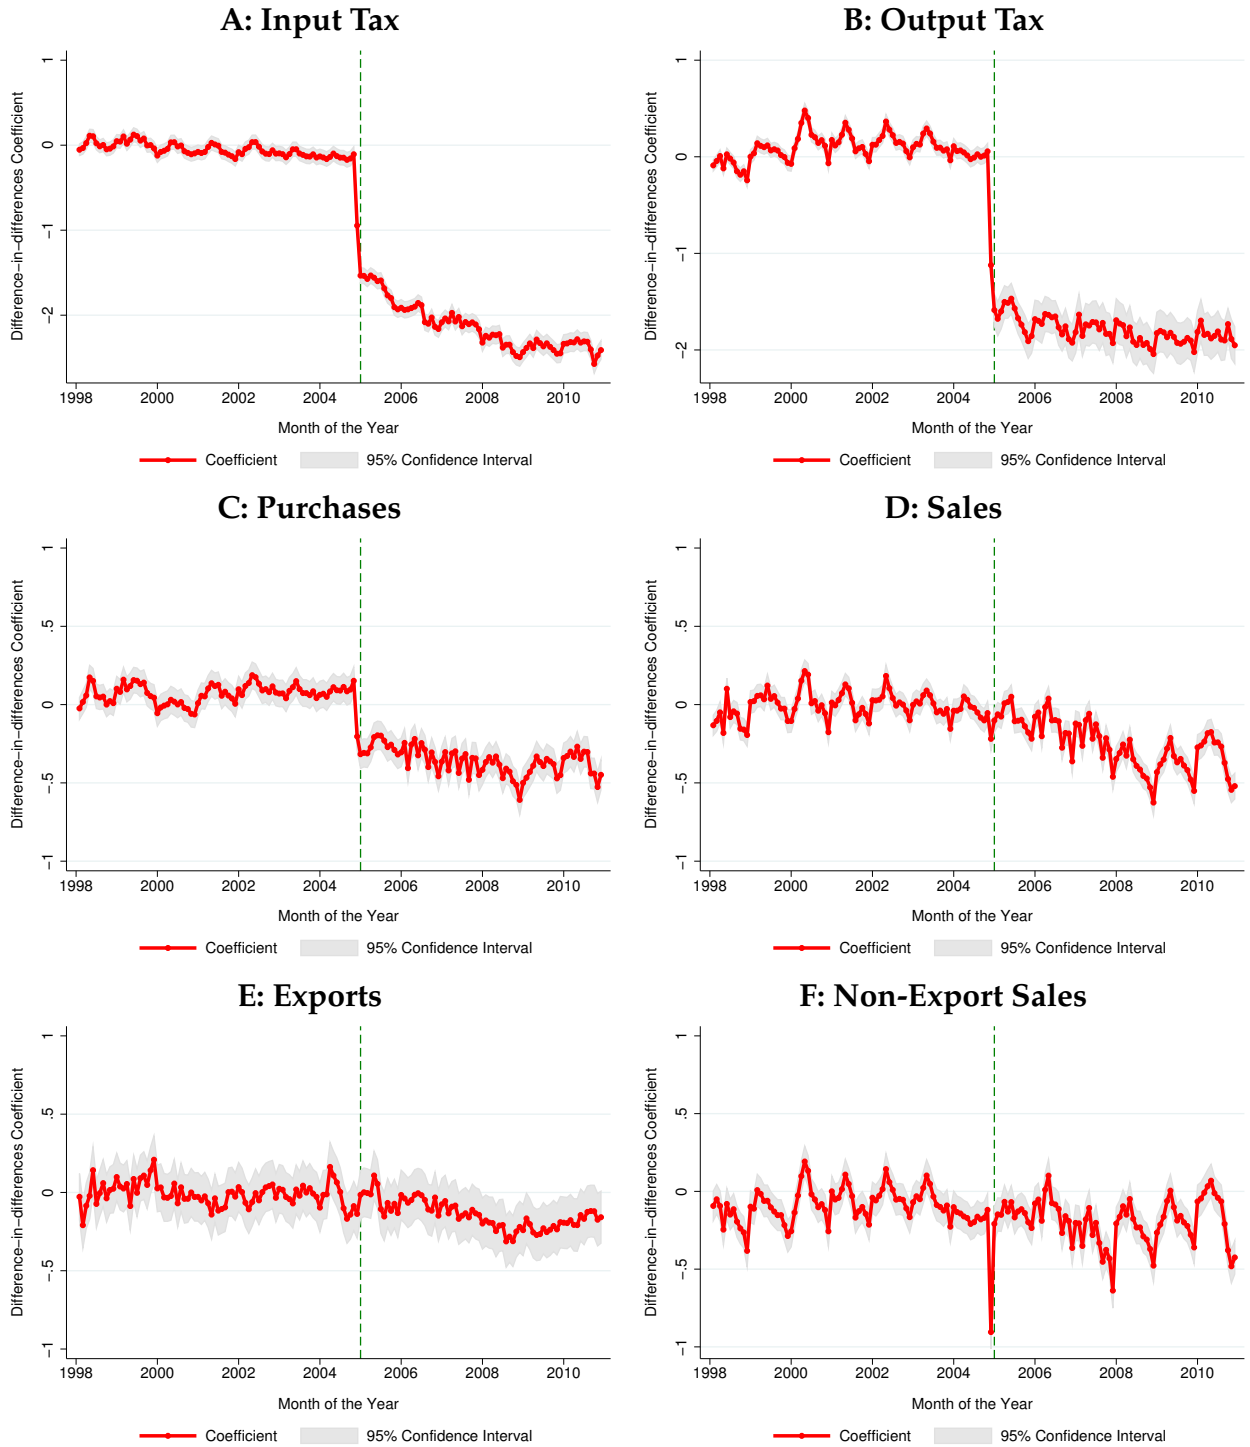 A: Input Tax
Difference−in−differences Coefficient
1
0
−1
−2
1998 2000 2002 2004 2006 2008 2010
Month of the Year
Coefficient 95% Confidence Interval
B: Output Tax
Difference−in−differences Coefficient
1
0
−1
−2
1998 2000 2002 2004 2006 2008 2010
Month of the Year
Coefficient 95% Confidence Interval
C: Purchases
Difference−in−differences Coefficient
1
.5
0
−.5
−1
1998 2000 2002 2004 2006 2008 2010
Month of the Year
Coefficient 95% Confidence Interval
D: Sales
Difference−in−differences Coefficient
1
.5
0
−.5
−1
1998 2000 2002 2004 2006 2008 2010
Month of the Year
Coefficient 95% Confidence Interval
E: Exports
Difference−in−differences Coefficient
1
.5
0
−.5
−1
1998 2000 2002 2004 2006 2008 2010
Month of the Year
Coefficient 95% Confidence Interval
F: Non-Export Sales
Difference−in−differences Coefficient
1
.5
0
−.5
−1
1998 2000 2002 2004 2006 2008 2010
Month of the Year
Coefficient 95% Confidence Interval